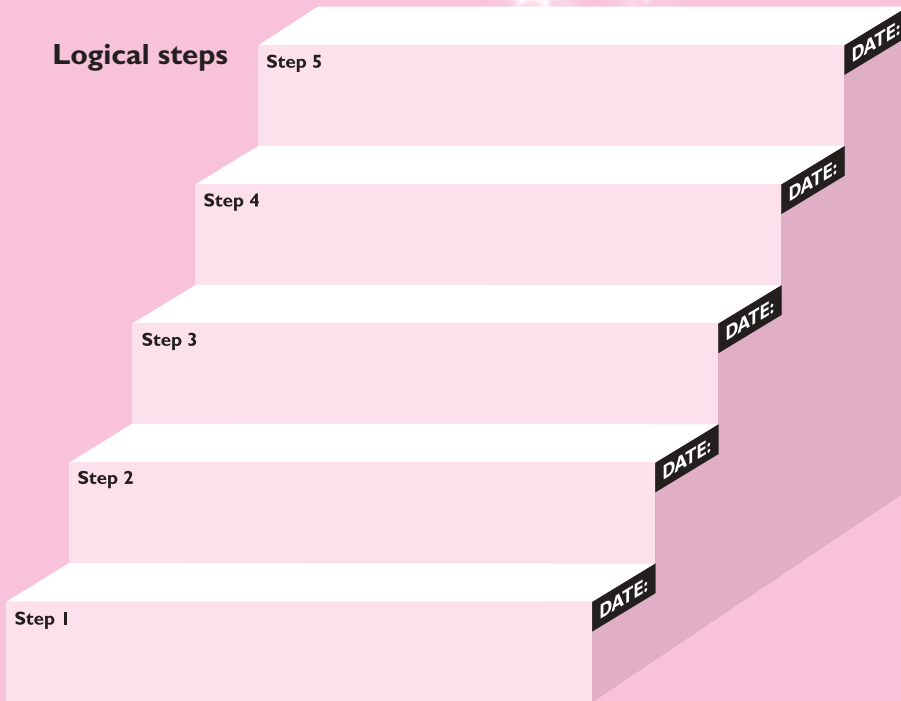 Logical steps
Step 5
DATE:
Step 4
DATE:
Step 3
DATE:
Step 2
DATE:
Step 1
DATE: